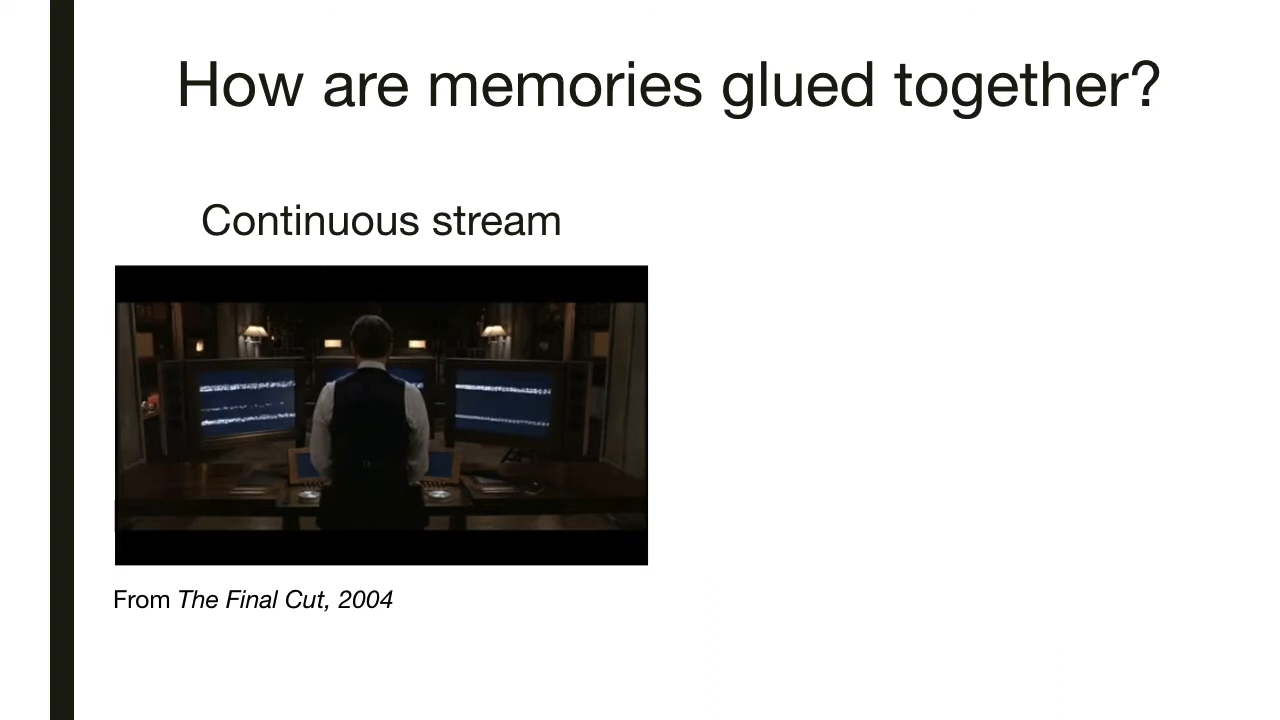 How are memories glued together?
Continuous stream
From The Final Cut, 2004